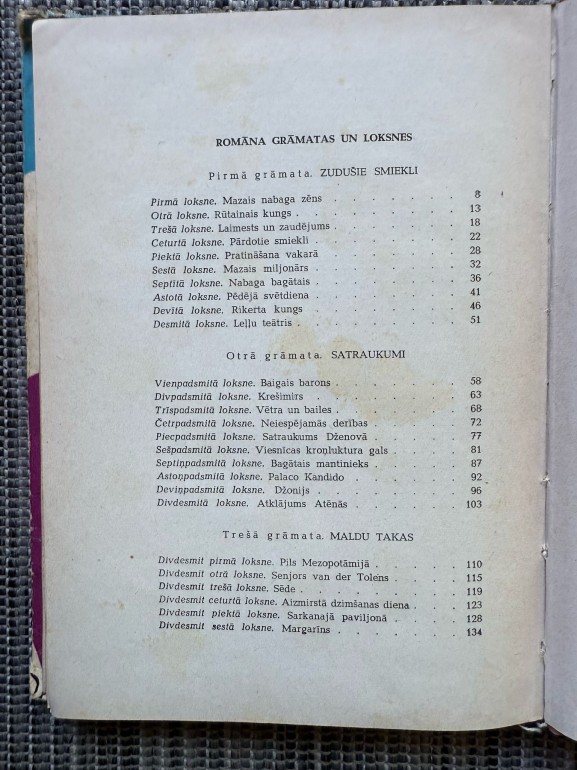 ROMĀNA GRĀMATAS UN LOKSNES
Pirmā grāmata. ZUDUŠIE SMIEKLI
Pirmā loksne. Mazais nabaga zēns . . . . . . . 8
Otrā loksne. Rūtainais kungs . . . . . . . . 13
Trešā loksne. Laimests un zaudējums . . . . . . . 18
Ceturtā loksne. Pārdotie smiekli . . . . . . . 22
Piektā loksne. Pratināšana vakarā . . . . . . 28
Sestā loksne. Mazais miljonārs . . . . . . . 32
Septītā loksne. Nabaga bagātais . . . . . . . 36
Astotā loksne. Pēdējā svētdiena . . . . . . . 41
Devītā loksne. Rikerta kungs . . . . . . . 46
Desmitā loksne. Leļļu teātris . . . . . . . . 51
Otrā grāmata. SATRAUKUMI
Vienpadsmitā loksne. Baigais barons . . . . . . 58
Divpadsmitā loksne. Krešimirs . . . . . . 63
Trīspadsmitā loksne. Vētra un bailes . . . . . . 68
Četrpadsmitā loksne. Neiespējamās derības . . . . 72
Piecpadsmitā loksne. Satraukums Dženovā . . . . 77
Sešpadsmitā loksne. Viesnīcas kroņluktura gals . . . . 81
Septiņpadsmitā loksne. Bagātais mantinieks . . . . . 87
Astoņpadsmitā loksne. Palaco Kandido . . . . . 92
Deviņpadsmitā loksne. Džonijs . . . . . . 96
Divdesmitā loksne. Atklājums Atēnās . . . . . 103
Trešā grāmata. MALDU TAKAS
Divdesmit pirmā loksne. Pils Mezopotāmijā . . . . 110
Divdesmit otrā loksne. Senjors van der Tolens . . . . 115
Divdesmit trešā loksne. Sēde . . . . . . . 119
Divdesmit ceturtā loksne. Aizmirstā dzimšanas diena . . . 123
Divdesmit piektā loksne. Sarkanajā paviljonā . . . . 128
Divdesmit sestā loksne. Margarīns . . . . . . 134